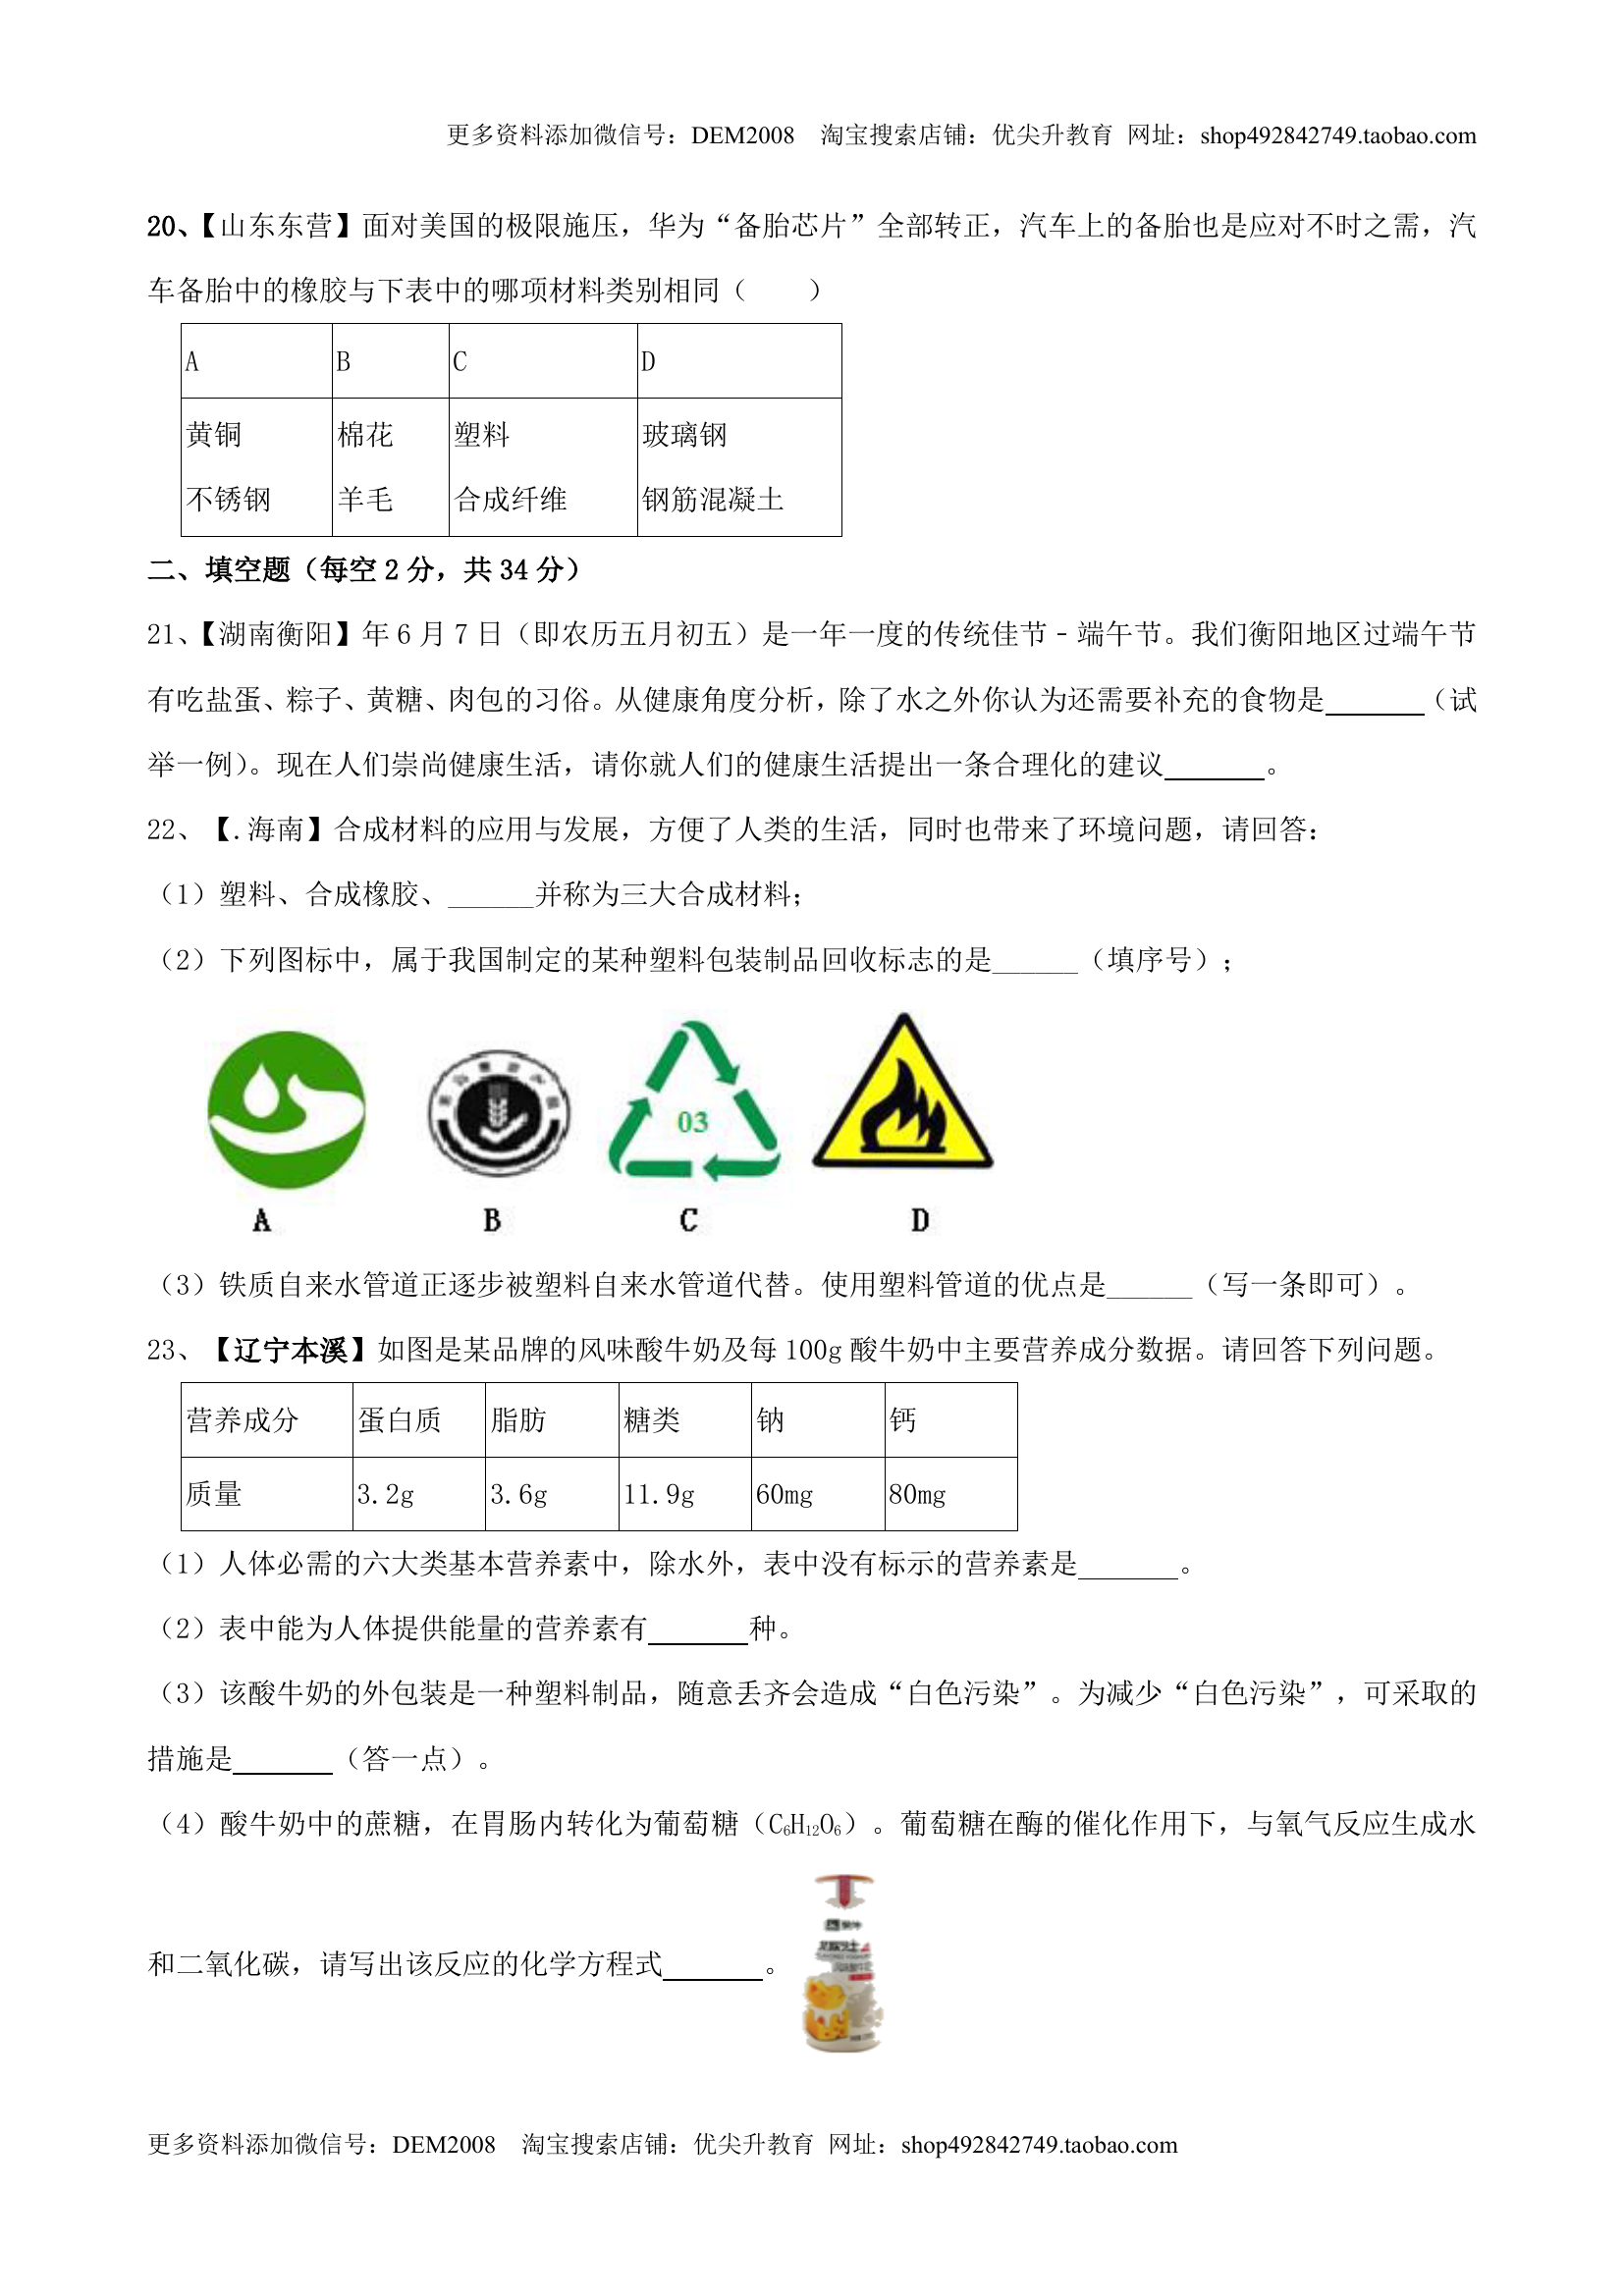 更多资料添加微信号：DEM2008 淘宝搜索店铺：优尖升教育 网址：shop492842749.taobao.com
20、【山东东营】面对美国的极限施压，华为“备胎芯片”全部转正，汽车上的备胎也是应对不时之需，汽
车备胎中的橡胶与下表中的哪项材料类别相同（　　）
A B C D
黄铜 棉花 塑料 玻璃钢
不锈钢 羊毛 合成纤维 钢筋混凝土
二、填空题（每空 2 分，共 34 分）
21、【湖南衡阳】年 6 月 7 日（即农历五月初五）是一年一度的传统佳节﹣端午节。我们衡阳地区过端午节
有吃盐蛋、粽子、黄糖、肉包的习俗。从健康角度分析，除了水之外你认为还需要补充的食物是_______（试
举一例）。现在人们崇尚健康生活，请你就人们的健康生活提出一条合理化的建议_______。
22、【.海南】合成材料的应用与发展，方便了人类的生活，同时也带来了环境问题，请回答：
（1）塑料、合成橡胶、______并称为三大合成材料；
（2）下列图标中，属于我国制定的某种塑料包装制品回收标志的是______（填序号）；
03
A B C D
（3）铁质自来水管道正逐步被塑料自来水管道代替。使用塑料管道的优点是______（写一条即可）。
23、【辽宁本溪】如图是某品牌的风味酸牛奶及每 100g 酸牛奶中主要营养成分数据。请回答下列问题。
营养成分 蛋白质 脂肪 糖类 钠 钙
质量 3.2g 3.6g 11.9g 60mg 80mg
（1）人体必需的六大类基本营养素中，除水外，表中没有标示的营养素是_______。
（2）表中能为人体提供能量的营养素有_______种。
（3）该酸牛奶的外包装是一种塑料制品，随意丢齐会造成“白色污染”。为减少“白色污染”，可采取的
措施是_______（答一点）。
（4）酸牛奶中的蔗糖，在胃肠内转化为葡萄糖（C₆H₁₂O₆）。葡萄糖在酶的催化作用下，与氧气反应生成水
和二氧化碳，请写出该反应的化学方程式_______。
更多资料添加微信号：DEM2008 淘宝搜索店铺：优尖升教育 网址：shop492842749.taobao.com